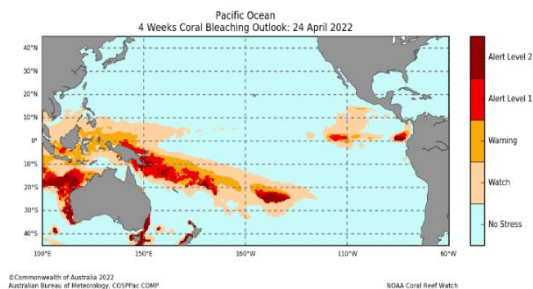 Pacific Ocean
4 Weeks Coral Bleaching Outlook: 24 April 2022
40°N
30°N
20°N
10°N
0°
10°S
20°S
30°S
40°S
100°E
150°E
160°W
110°W
60°W
Alert Level 2
Alert Level 1
Warning
Watch
No Stress
©Commonwealth of Australia 2022
Australian Bureau of Meteorology, COSPPac COMP
NOAA Coral Reef Watch